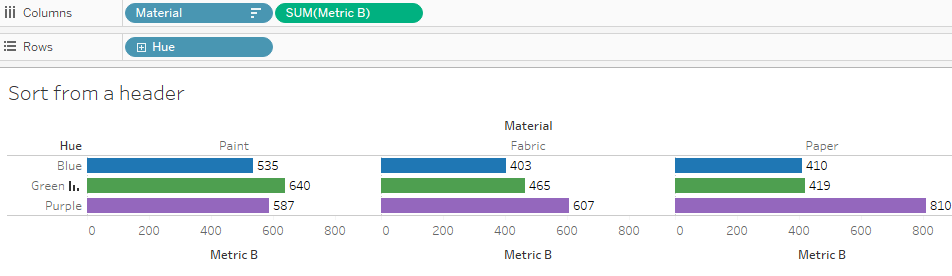 Columns Material SUM(Metric B)
Rows Hue
Sort from a header
Material
Hue Paint Fabric Paper
Blue 535 403 410
Green 640 465 419
Purple 587 607 810
0 200 400 600 800 0 200 400 600 800 0 200 400 600 800
Metric B Metric B Metric B